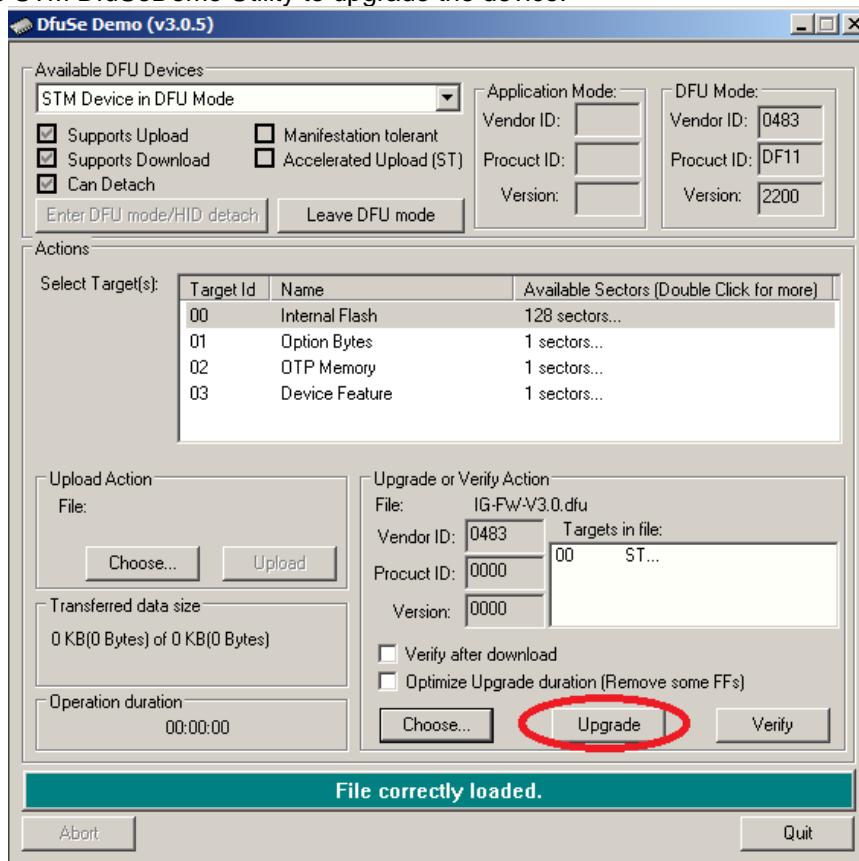 STM DfuSeDemo Utility to upgrade the device.
DfuSe Demo (v3.0.5)
Available DFU Devices
STM Device in DFU Mode
Supports Upload
Manifestation tolerant
Supports Download
Accelerated Upload (ST)
Can Detach
Enter DFU mode/HID detach
Leave DFU mode
Application Mode:
Vendor ID:
Procuct ID:
Version:
DFU Mode:
Vendor ID: 0483
Procuct ID: DF11
Version: 2200
Actions
Select Target(s):
Target Id Name Available Sectors (Double Click for more)
00 Internal Flash 128 sectors...
01 Option Bytes 1 sectors...
02 OTP Memory 1 sectors...
03 Device Feature 1 sectors...
Upload Action
File:
Choose...
Upload
Transferred data size
0 KB(0 Bytes) of 0 KB(0 Bytes)
Operation duration
00:00:00
Upgrade or Verify Action
File: IG-FW-V3.0.dfu
Vendor ID: 0483
Procuct ID: 0000
Version: 0000
Targets in file:
00 ST...
Verify after download
Optimize Upgrade duration (Remove some FFs)
Choose...
Upgrade
Verify
File correctly loaded.
Abort
Quit